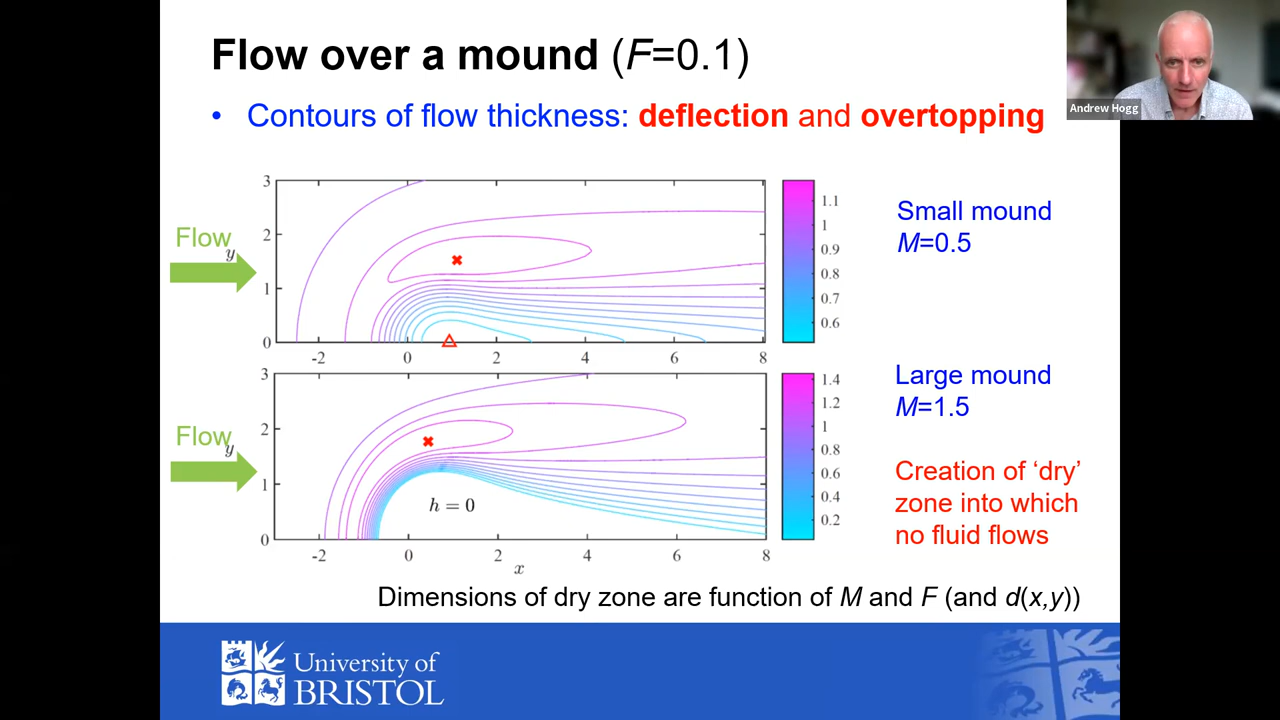 Flow over a mound (F=0.1)
Andrew Hogg
• Contours of flow thickness: deflection and overtopping
3
2
1
0
y
Flow
-2
0
2
4
6
8
1.1
1
0.9
0.8
0.7
0.6
Small mound
M=0.5
3
2
1
0
y
Flow
h = 0
-2
0
2
4
6
8
x
1.4
1.2
1
0.8
0.6
0.4
0.2
Large mound
M=1.5
Creation of ‘dry’
zone into which
no fluid flows
Dimensions of dry zone are function of M and F (and d(x,y))
University of
BRISTOL